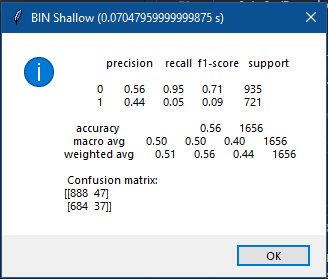 BIN Shallow (0.07047959999999875 s)
precision recall f1-score support
0 0.56 0.95 0.71 935
1 0.44 0.05 0.09 721
accuracy 0.56 1656
macro avg 0.50 0.50 0.40 1656
weighted avg 0.51 0.56 0.44 1656
Confusion matrix:
[[888 47]
[684 37]]
OK